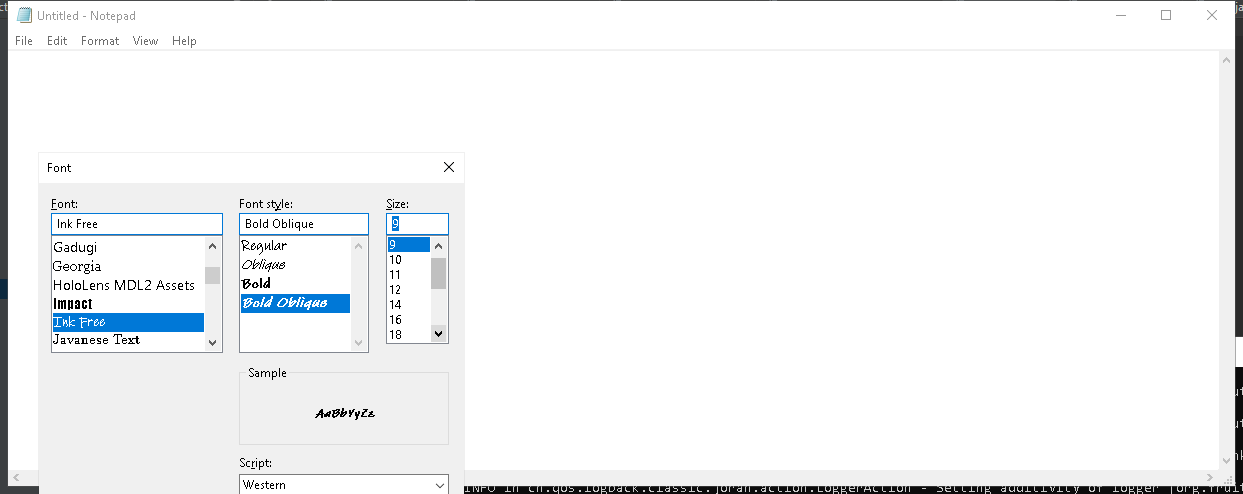 Untitled - Notepad
File Edit Format View Help
Font
Font: Font style: Size:
Ink Free Bold Oblique 9
Gadugi
Georgia
HoloLens MDL2 Assets
Impact
Ink Free
Javanese Text
Regular
Oblique
Bold
Bold Oblique
9
10
11
12
14
16
18
Sample
AaBbYyZz
Script:
Western
INFO in ch.qos.logback.classic.joran.action.LoggerAction - Setting additivity of logger